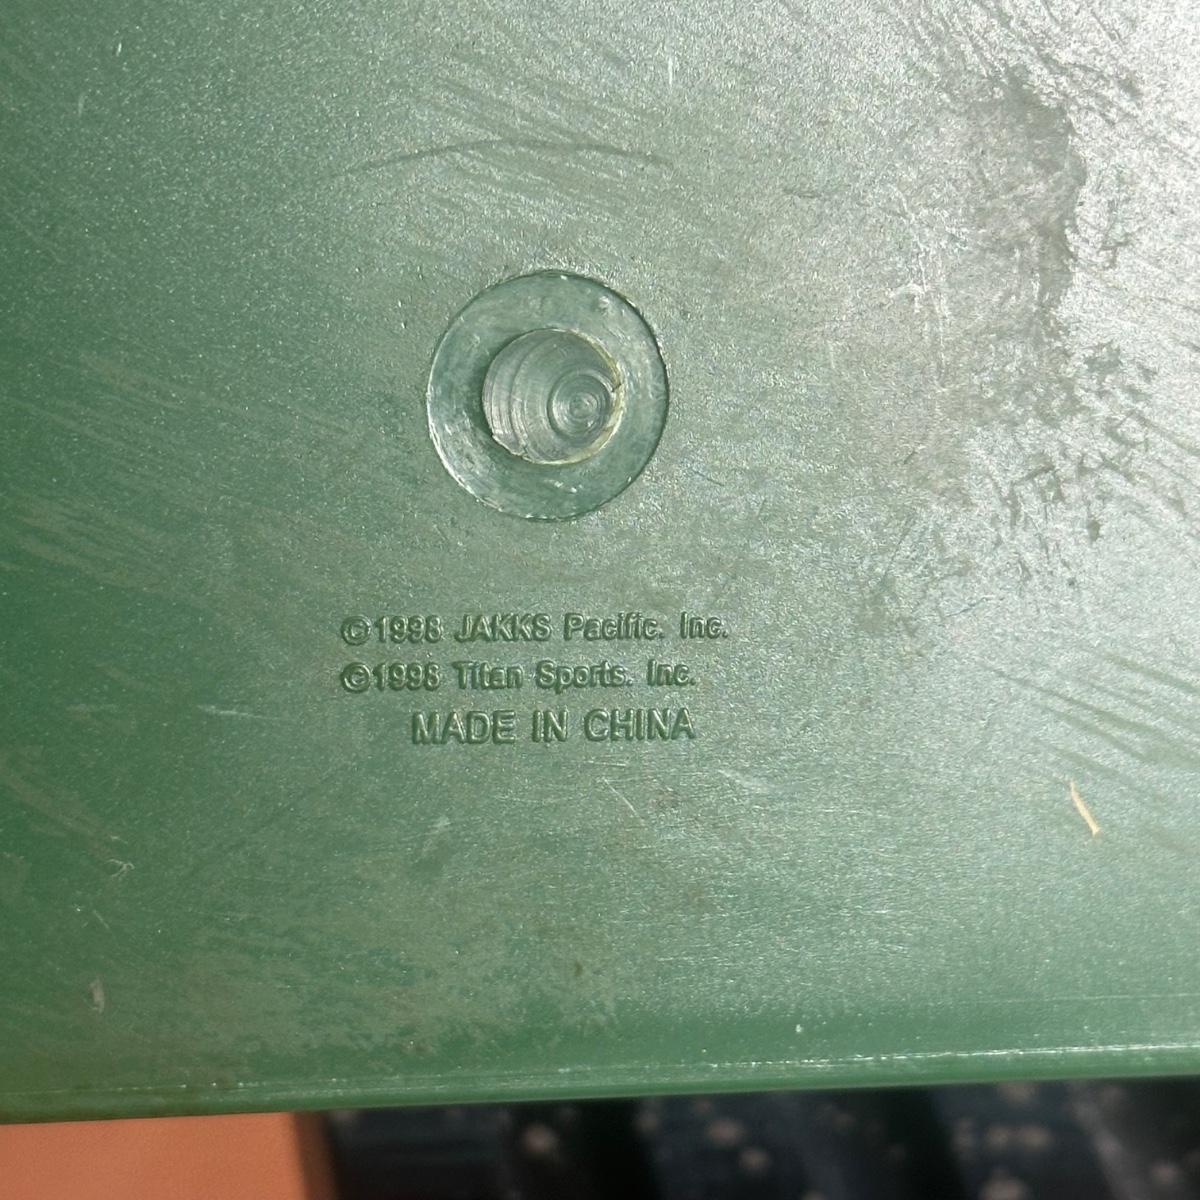 ©1998 JAKKS Pacific. Inc.
©1998 Titan Sports. Inc.
MADE IN CHINA